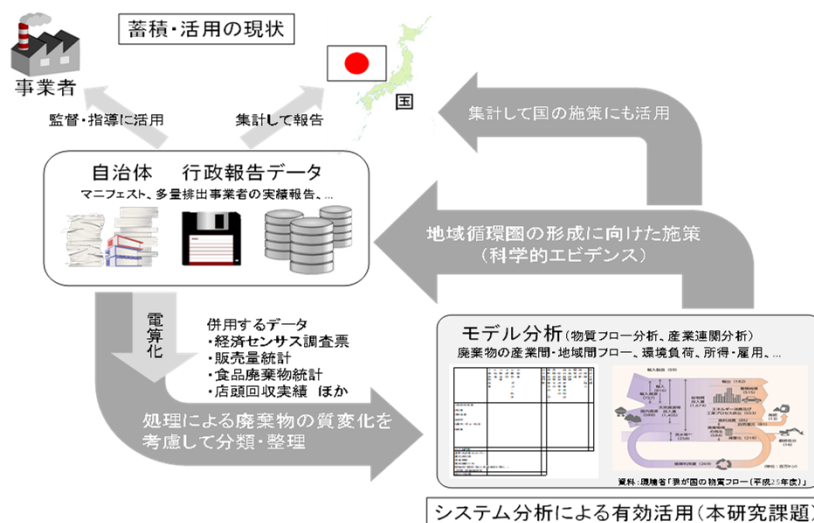 蓄積・活用の現状
事業者
国
監督・指導に活用
集計して報告
集計して国の施策にも活用
自治体 行政報告データ
マニフェスト、多量排出事業者の実績報告、…
地域循環圏の形成に向けた施策
(科学的エビデンス)
電算化
併用するデータ
・経済センサス調査票
・販売量統計
・食品廃棄物統計
・店頭回収実績 ほか
処理による廃棄物の質変化を
考慮して分類・整理
モデル分析(物質フロー分析、産業連関分析)
廃棄物の産業間・地域間フロー、環境負荷、所得・雇用、…
資料:環境省「我が国の物質フロー(平成25年度)」
システム分析による有効活用(本研究課題)